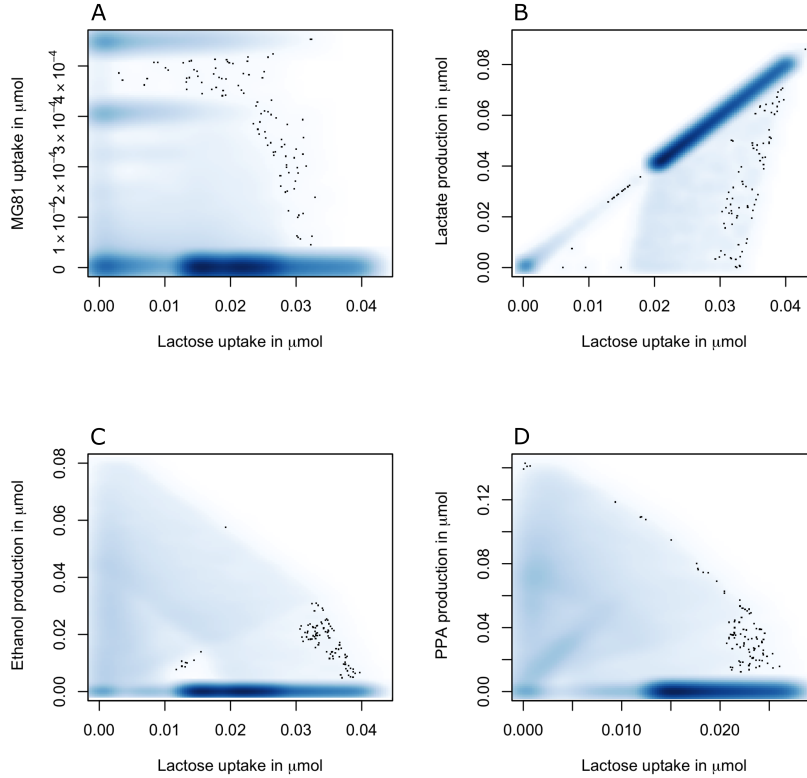 A
MG81 uptake in μmol
0 1 × 10⁻⁴ 2 × 10⁻⁴ 3 × 10⁻⁴ 4 × 10⁻⁴
0.00 0.01 0.02 0.03 0.04
Lactose uptake in μmol
B
Lactate production in μmol
0.00 0.02 0.04 0.06 0.08
0.00 0.01 0.02 0.03 0.04
Lactose uptake in μmol
C
Ethanol production in μmol
0.00 0.02 0.04 0.06 0.08
0.00 0.01 0.02 0.03 0.04
Lactose uptake in μmol
D
PPA production in μmol
0.00 0.04 0.08 0.12
0.000 0.010 0.020
Lactose uptake in μmol